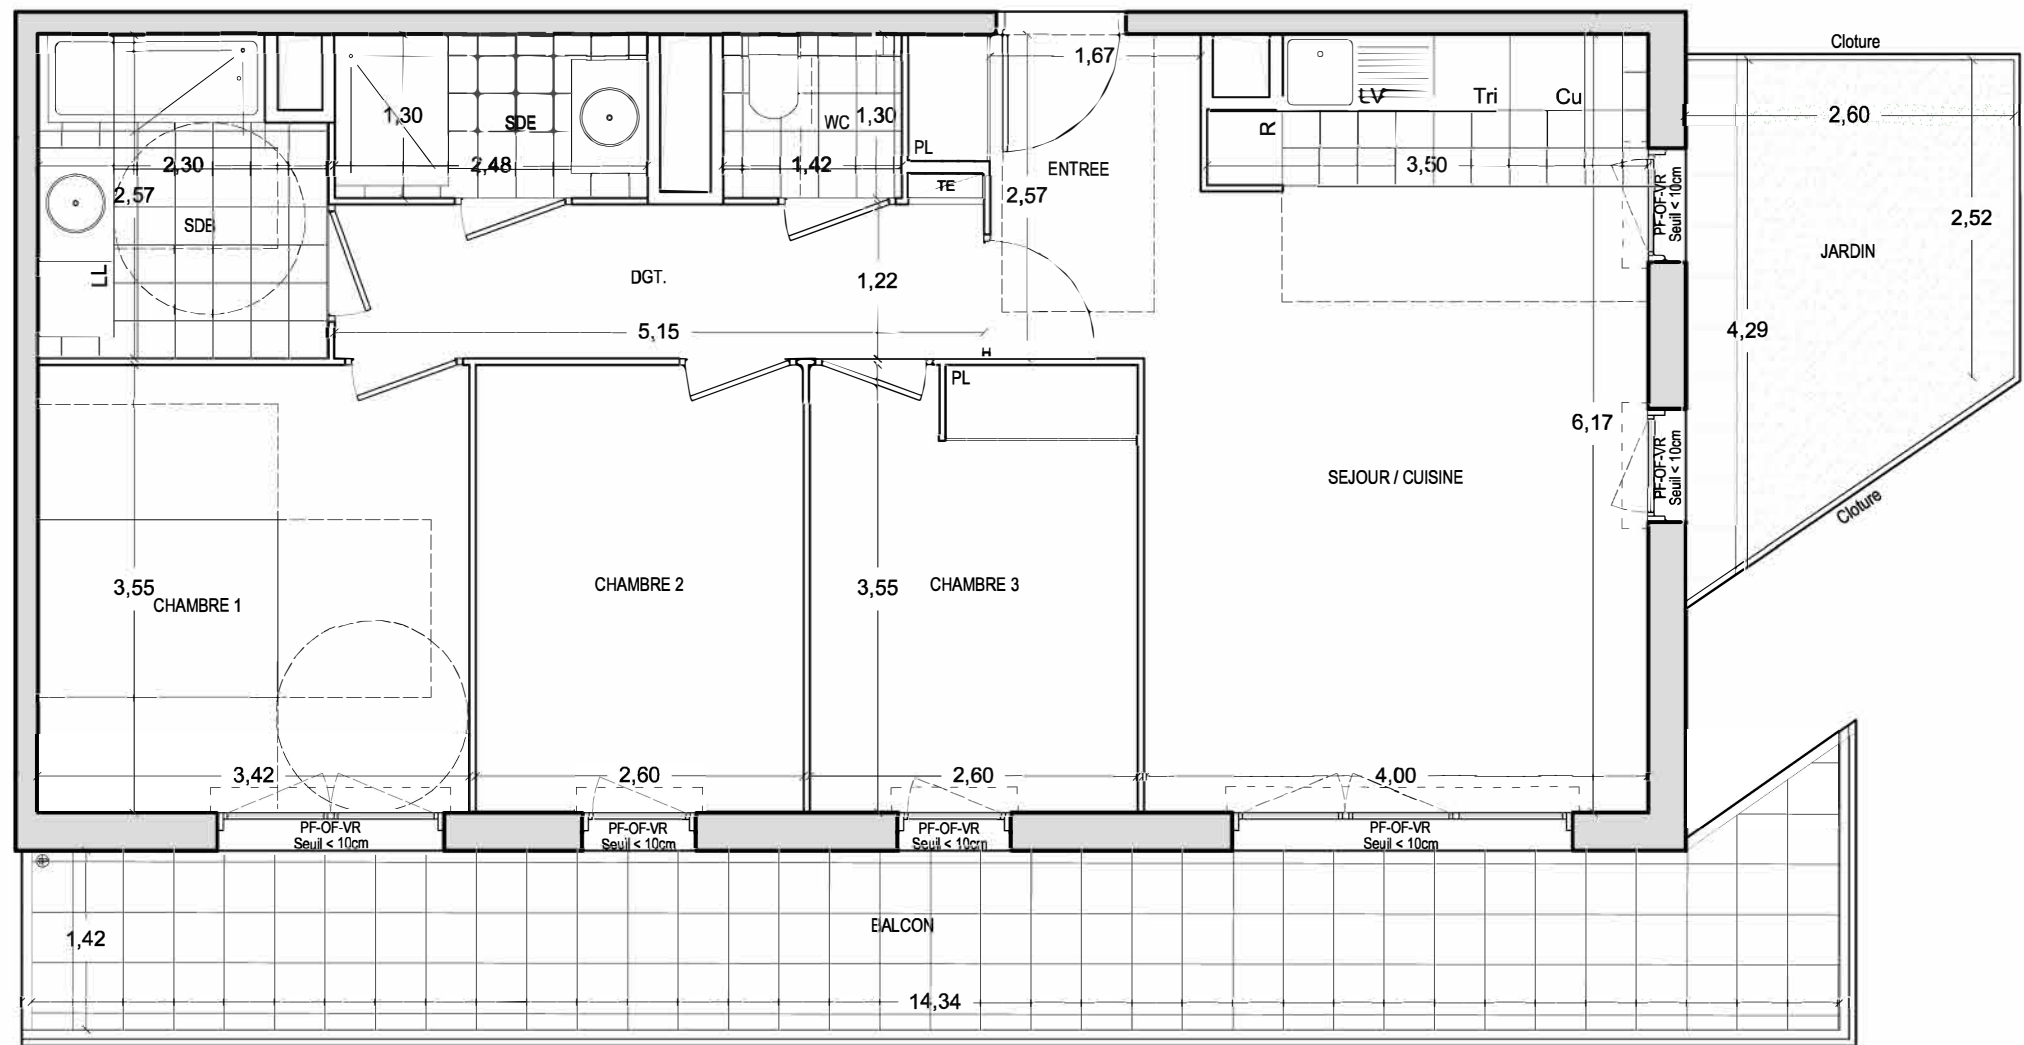 Cloture
1,67
LV
Tri
Cu
R
1,30
SDE
WC
1,30
2,60
PL
2,30
2,48
1,42
ENTREE
3,50
TE
2,57
2,57
PF-OF-VR
Seuil < 10cm
2,52
SDB
JARDIN
LL
DGT.
1,22
5,15
4,29
H
PL
6,17
PF-OF-VR
Seuil < 10cm
SEJOUR / CUISINE
Cloture
3,55
CHAMBRE 1
CHAMBRE 2
3,55
CHAMBRE 3
3,42
2,60
2,60
4,00
PF-OF-VR
Seuil < 10cm
PF-OF-VR
Seuil < 10cm
PF-OF-VR
Seuil < 10cm
PF-OF-VR
Seuil < 10cm
BALCON
1,42
14,34